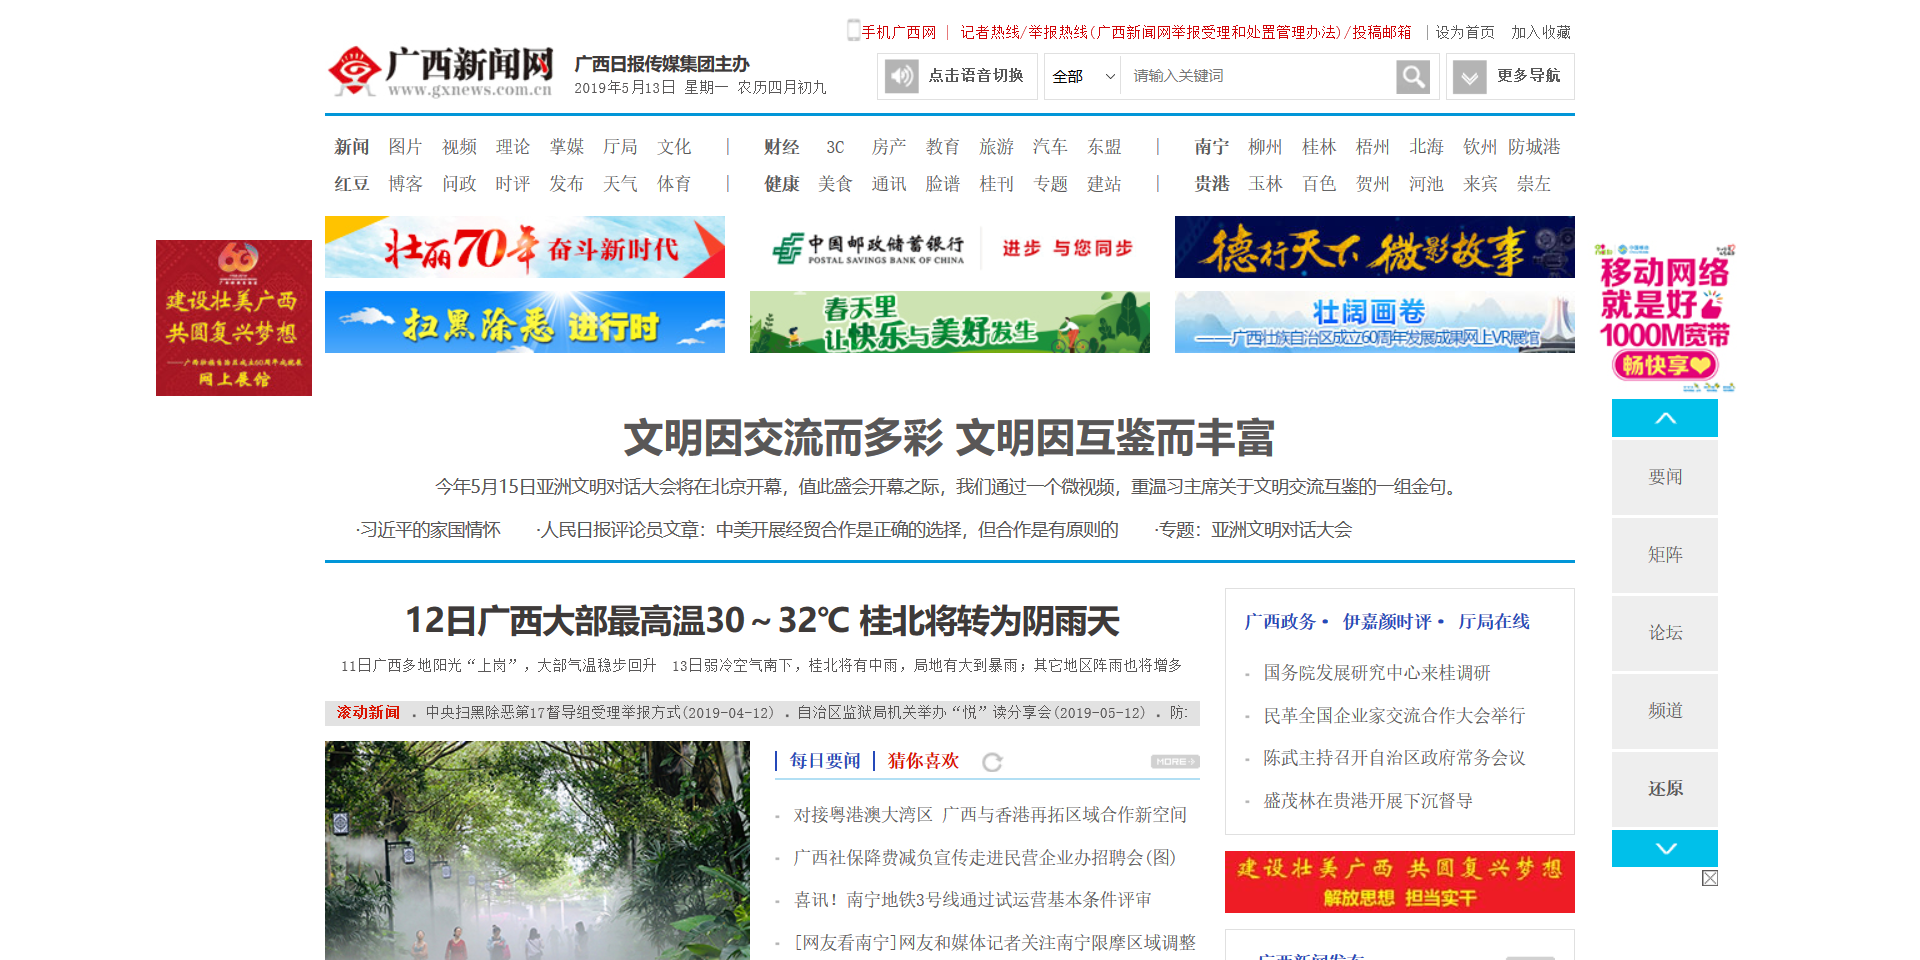 手机广西网 | 记者热线/举报热线(广西新闻网举报受理和处置管理办法)/投稿邮箱 | 设为首页 加入收藏
广西新闻网
www.gxnews.com.cn
广西日报传媒集团主办
2019年5月13日 星期一 农历四月初九
点击语音切换
全部
请输入关键词
更多导航
新闻 图片 视频 理论 掌媒 厅局 文化 | 财经 3C 房产 教育 旅游 汽车 东盟 | 南宁 柳州 桂林 梧州 北海 钦州 防城港
红豆 博客 问政 时评 发布 天气 体育 | 健康 美食 通讯 脸谱 桂刊 专题 建站 | 贵港 玉林 百色 贺州 河池 来宾 崇左
壮丽70年 奋斗新时代
中国邮政储蓄银行
POSTAL SAVINGS BANK OF CHINA
进步 与您同步
德行天下 微影故事
扫黑除恶 进行时
春天里
让快乐与美好发生
壮阔画卷
——广西壮族自治区成立60周年发展成果网上VR展馆
60
建设壮美广西
共圆复兴梦想
——广西壮族自治区成立60周年成就展
网上展馆
中国移动
移动网络
就是好
1000M宽带
畅快享
文明因交流而多彩 文明因互鉴而丰富
今年5月15日亚洲文明对话大会将在北京开幕，值此盛会开幕之际，我们通过一个微视频，重温习主席关于文明交流互鉴的一组金句。
·习近平的家国情怀 ·人民日报评论员文章：中美开展经贸合作是正确的选择，但合作是有原则的 ·专题：亚洲文明对话大会
12日广西大部最高温30～32℃ 桂北将转为阴雨天
11日广西多地阳光“上岗”，大部气温稳步回升 13日弱冷空气南下，桂北将有中雨，局地有大到暴雨；其它地区阵雨也将增多
滚动新闻 . 中央扫黑除恶第17督导组受理举报方式(2019-04-12) . 自治区监狱局机关举办“悦”读分享会(2019-05-12) . 防:
每日要闻 | 猜你喜欢
MORE
对接粤港澳大湾区 广西与香港再拓区域合作新空间
广西社保降费减负宣传走进民营企业办招聘会(图)
喜讯！南宁地铁3号线通过试运营基本条件评审
[网友看南宁]网友和媒体记者关注南宁限摩区域调整
广西政务• 伊嘉颜时评• 厅局在线
国务院发展研究中心来桂调研
民革全国企业家交流合作大会举行
陈武主持召开自治区政府常务会议
盛茂林在贵港开展下沉督导
建设壮美广西 共圆复兴梦想
解放思想 担当实干
广西新闻发布
要闻
矩阵
论坛
频道
还原